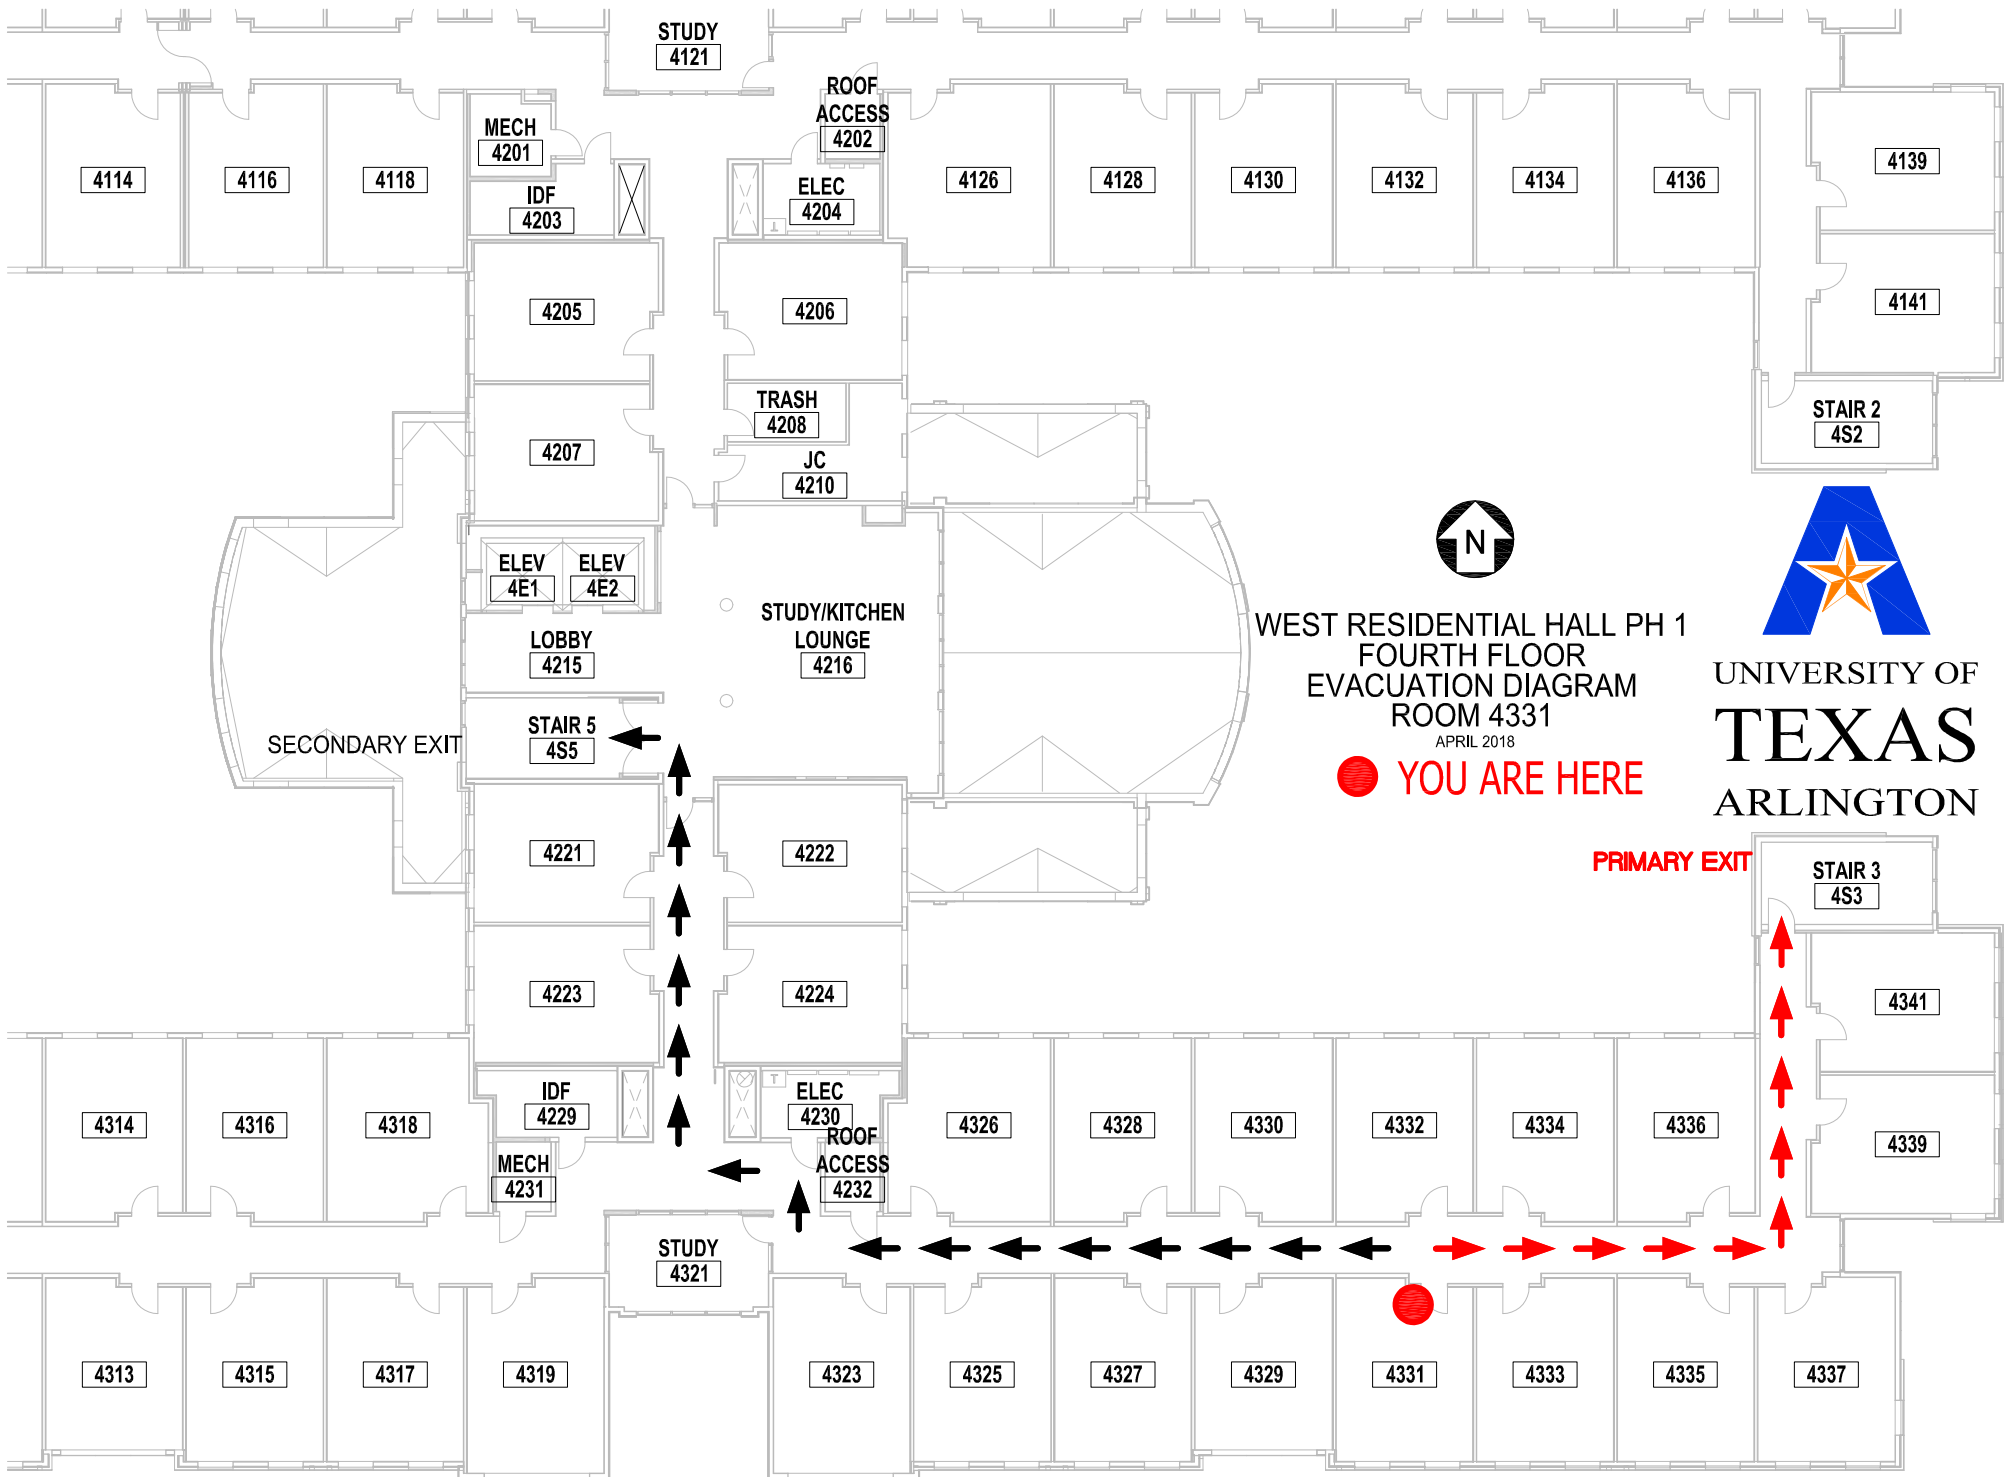 STUDY
4121
ROOF
ACCESS
4202
MECH
4201
4114
4116
4118
IDF
4203
ELEC
4204
4126
4128
4130
4132
4134
4136
4139
4205
4206
4141
TRASH
4208
STAIR 2
4S2
4207
JC
4210
N
ELEV
4E1
ELEV
4E2
STUDY/KITCHEN
LOUNGE
4216
LOBBY
4215
WEST RESIDENTIAL HALL PH 1
FOURTH FLOOR
EVACUATION DIAGRAM
ROOM 4331
APRIL 2018
YOU ARE HERE
UNIVERSITY OF
TEXAS
ARLINGTON
SECONDARY EXIT
STAIR 5
4S5
4221
4222
PRIMARY EXIT
STAIR 3
4S3
4223
4224
4341
IDF
4229
T
ELEC
4230
4314
4316
4318
4326
4328
4330
4332
4334
4336
4339
MECH
4231
ROOF
ACCESS
4232
STUDY
4321
4313
4315
4317
4319
4323
4325
4327
4329
4331
4333
4335
4337